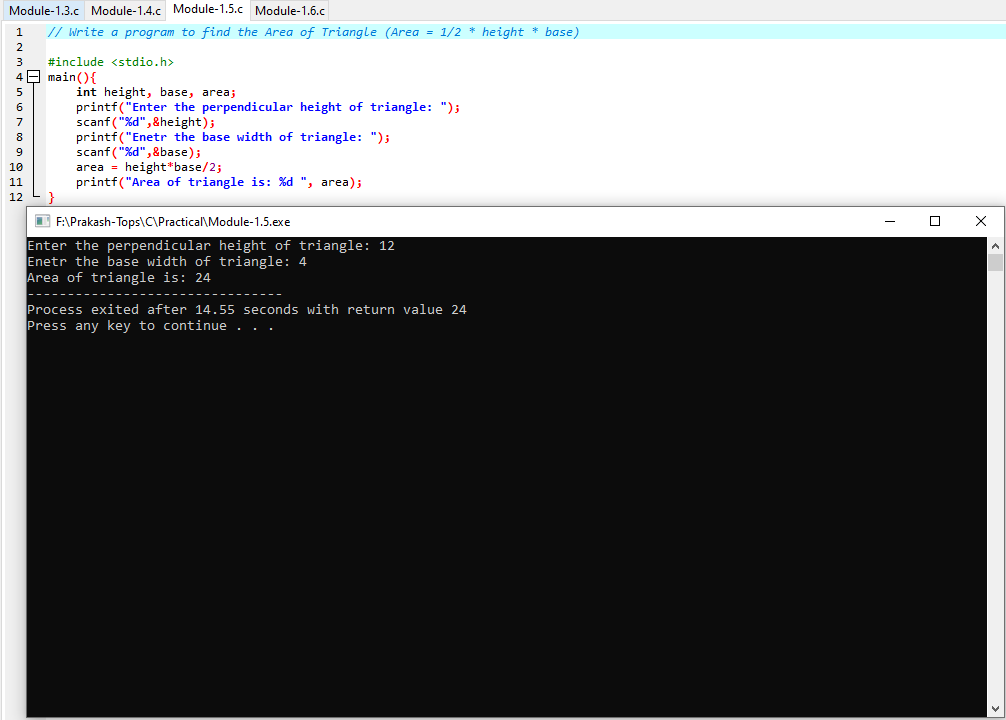 Module-1.3.c Module-1.4.c Module-1.5.c Module-1.6.c
1 // Write a program to find the Area of Triangle (Area = 1/2 * height * base)
2
3 #include <stdio.h>
4 main(){
5 int height, base, area;
6 printf("Enter the perpendicular height of triangle: ");
7 scanf("%d",&height);
8 printf("Enetr the base width of triangle: ");
9 scanf("%d",&base);
10 area = height*base/2;
11 printf("Area of triangle is: %d ", area);
12 }
F:\Prakash-Tops\C\Practical\Module-1.5.exe
Enter the perpendicular height of triangle: 12
Enetr the base width of triangle: 4
Area of triangle is: 24
--------------------------------
Process exited after 14.55 seconds with return value 24
Press any key to continue . . .